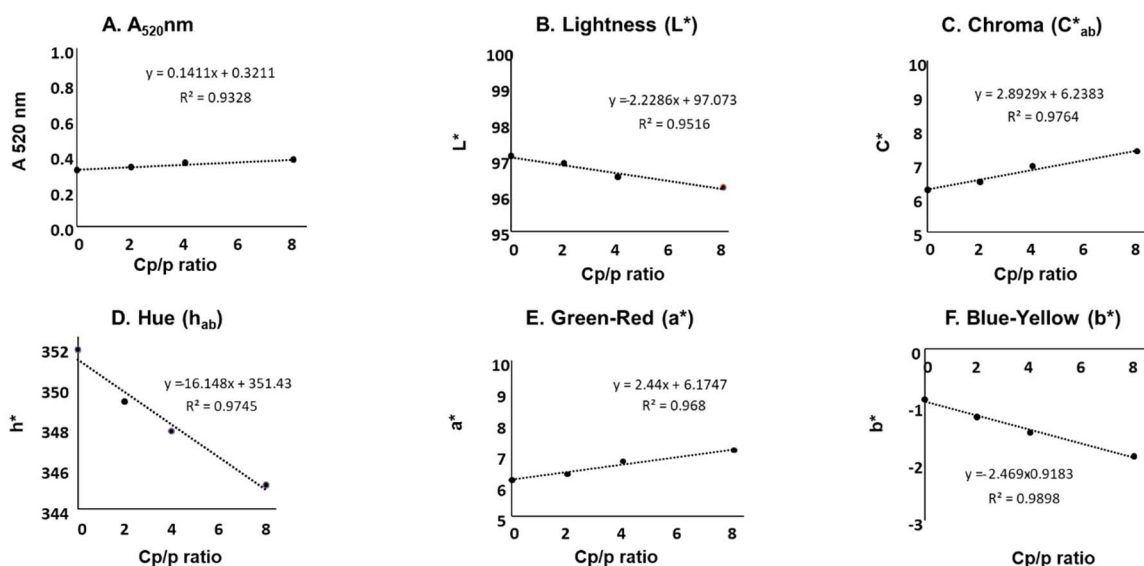 A. A520nm
1.0
0.8
0.6
0.4
0.2
0.0
A 520 nm
y = 0.1411x + 0.3211
R² = 0.9328
0 2 4 6 8
Cp/p ratio
B. Lightness (L*)
100
99
98
97
96
95
L*
y =-2.2286x + 97.073
R² = 0.9516
0 2 4 6 8
Cp/p ratio
C. Chroma (C*ab)
10
9
8
7
6
5
C*
y = 2.8929x + 6.2383
R² = 0.9764
0 2 4 6 8
Cp/p ratio
D. Hue (hab)
352
350
348
346
344
h*
y =-16.148x + 351.43
R² = 0.9745
0 2 4 6 8
Cp/p ratio
E. Green-Red (a*)
10
9
8
7
6
5
a*
y = 2.44x + 6.1747
R² = 0.968
0 2 4 6 8
Cp/p ratio
F. Blue-Yellow (b*)
0
-1
-2
-3
b*
0 2 4 6 8
y =-2.469x0.9183
R² = 0.9898
Cp/p ratio